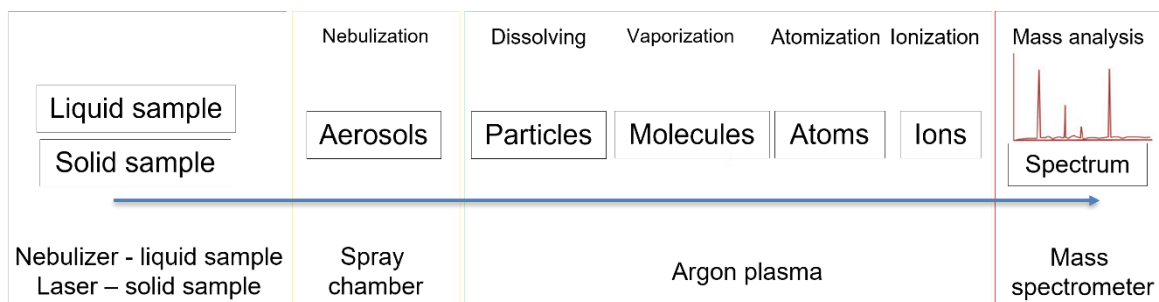 Nebulization
Dissolving
Vaporization
Atomization
Ionization
Mass analysis
Liquid sample
Solid sample
Aerosols
Particles
Molecules
Atoms
Ions
Spectrum
Nebulizer - liquid sample
Laser – solid sample
Spray
chamber
Argon plasma
Mass
spectrometer